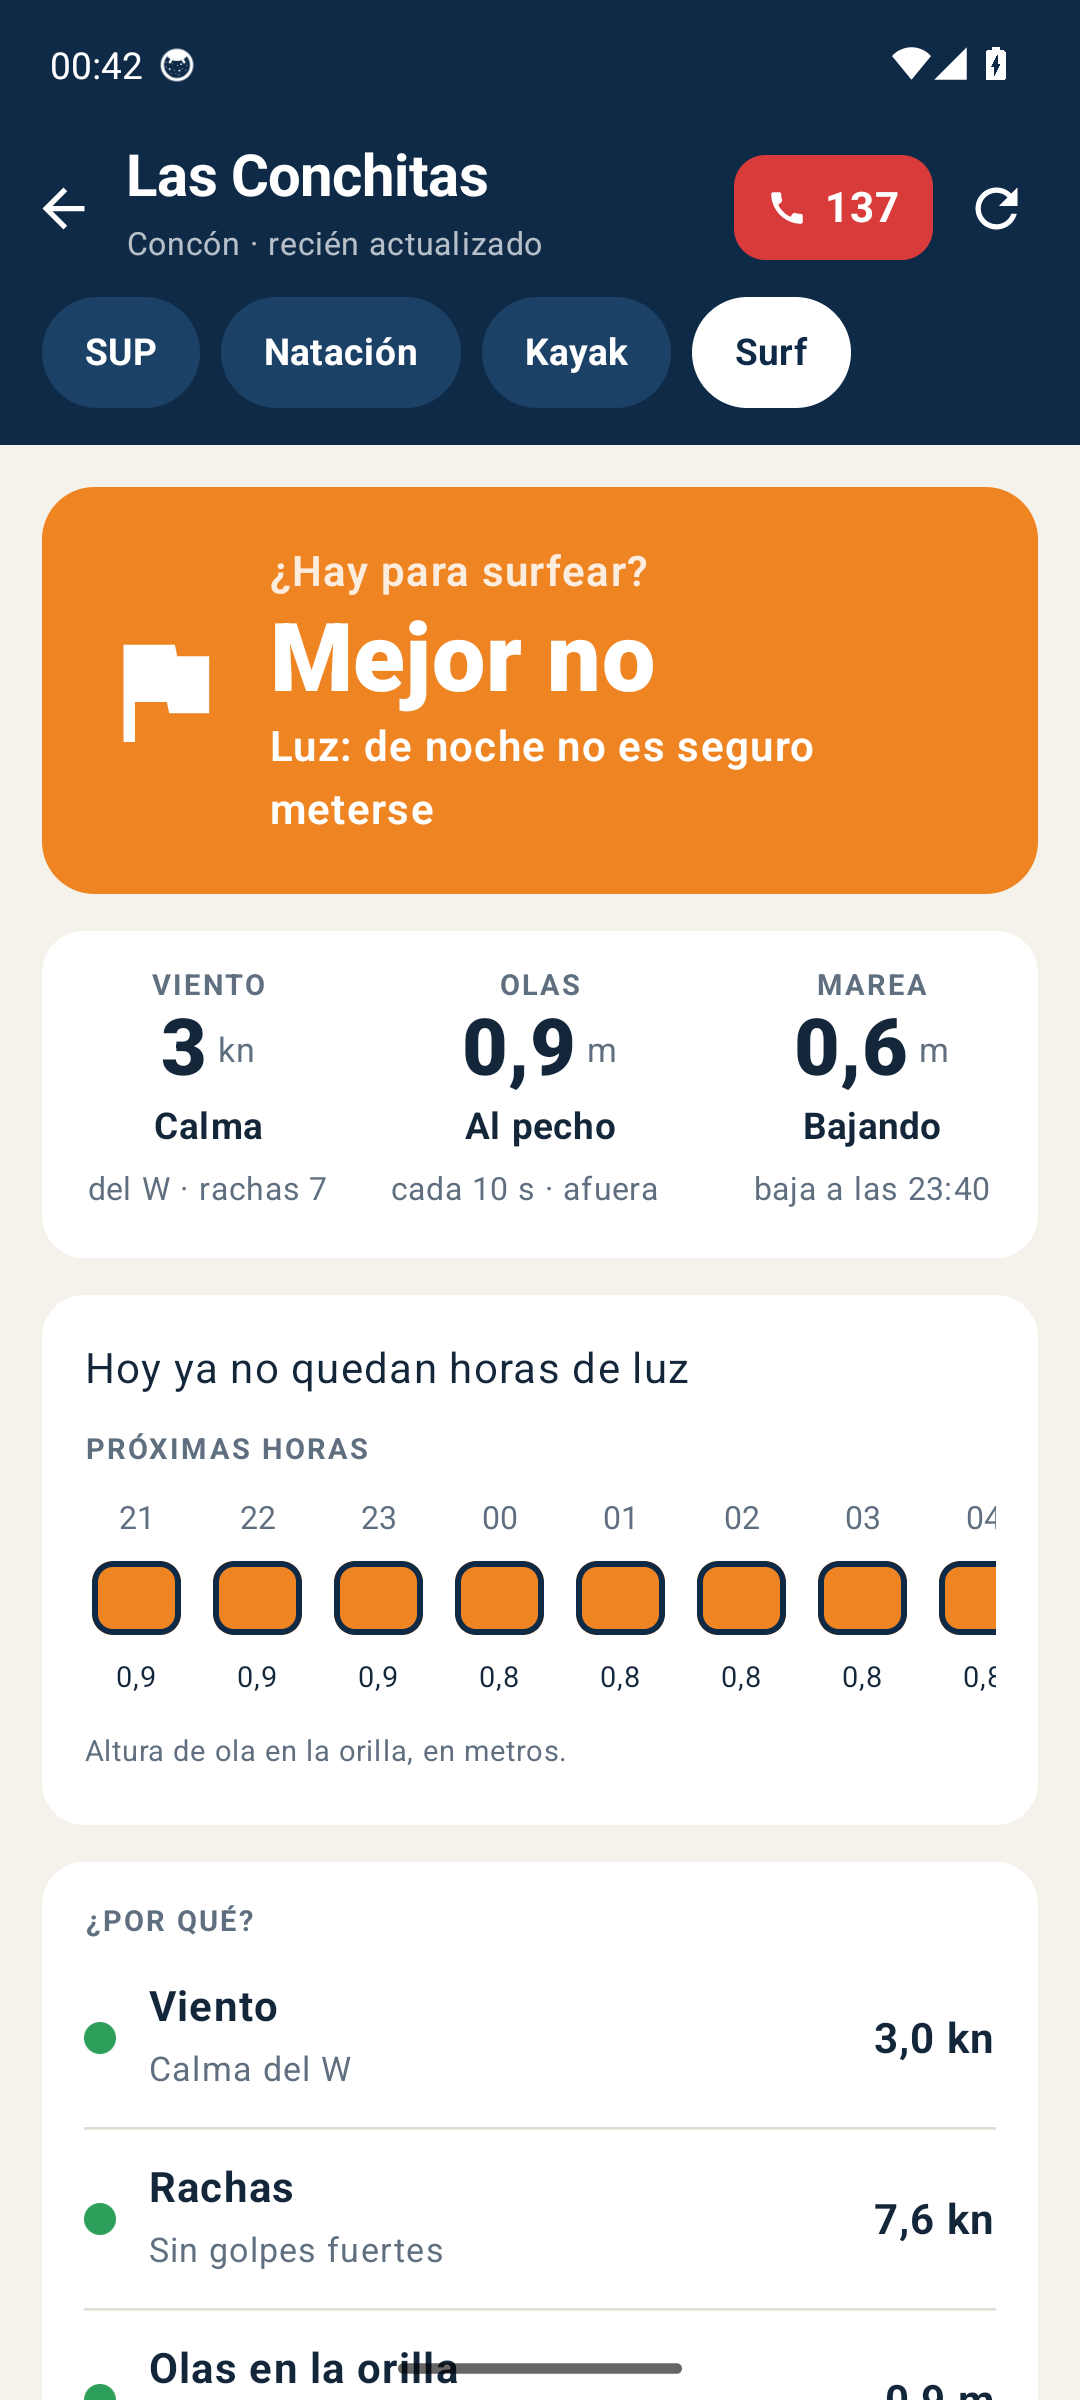 00:42
Las Conchitas
Concón · recién actualizado
137
SUP
Natación
Kayak
Surf
¿Hay para surfear?
Mejor no
Luz: de noche no es seguro
meterse
VIENTO OLAS MAREA
3 kn 0,9 m 0,6 m
Calma Al pecho Bajando
del W · rachas 7 cada 10 s · afuera baja a las 23:40
Hoy ya no quedan horas de luz
PRÓXIMAS HORAS
21 22 23 00 01 02 03 04
0,9 0,9 0,9 0,8 0,8 0,8 0,8 0,8
Altura de ola en la orilla, en metros.
¿POR QUÉ?
Viento
Calma del W
3,0 kn
Rachas
Sin golpes fuertes
7,6 kn
Olas en la orilla
0,9 m